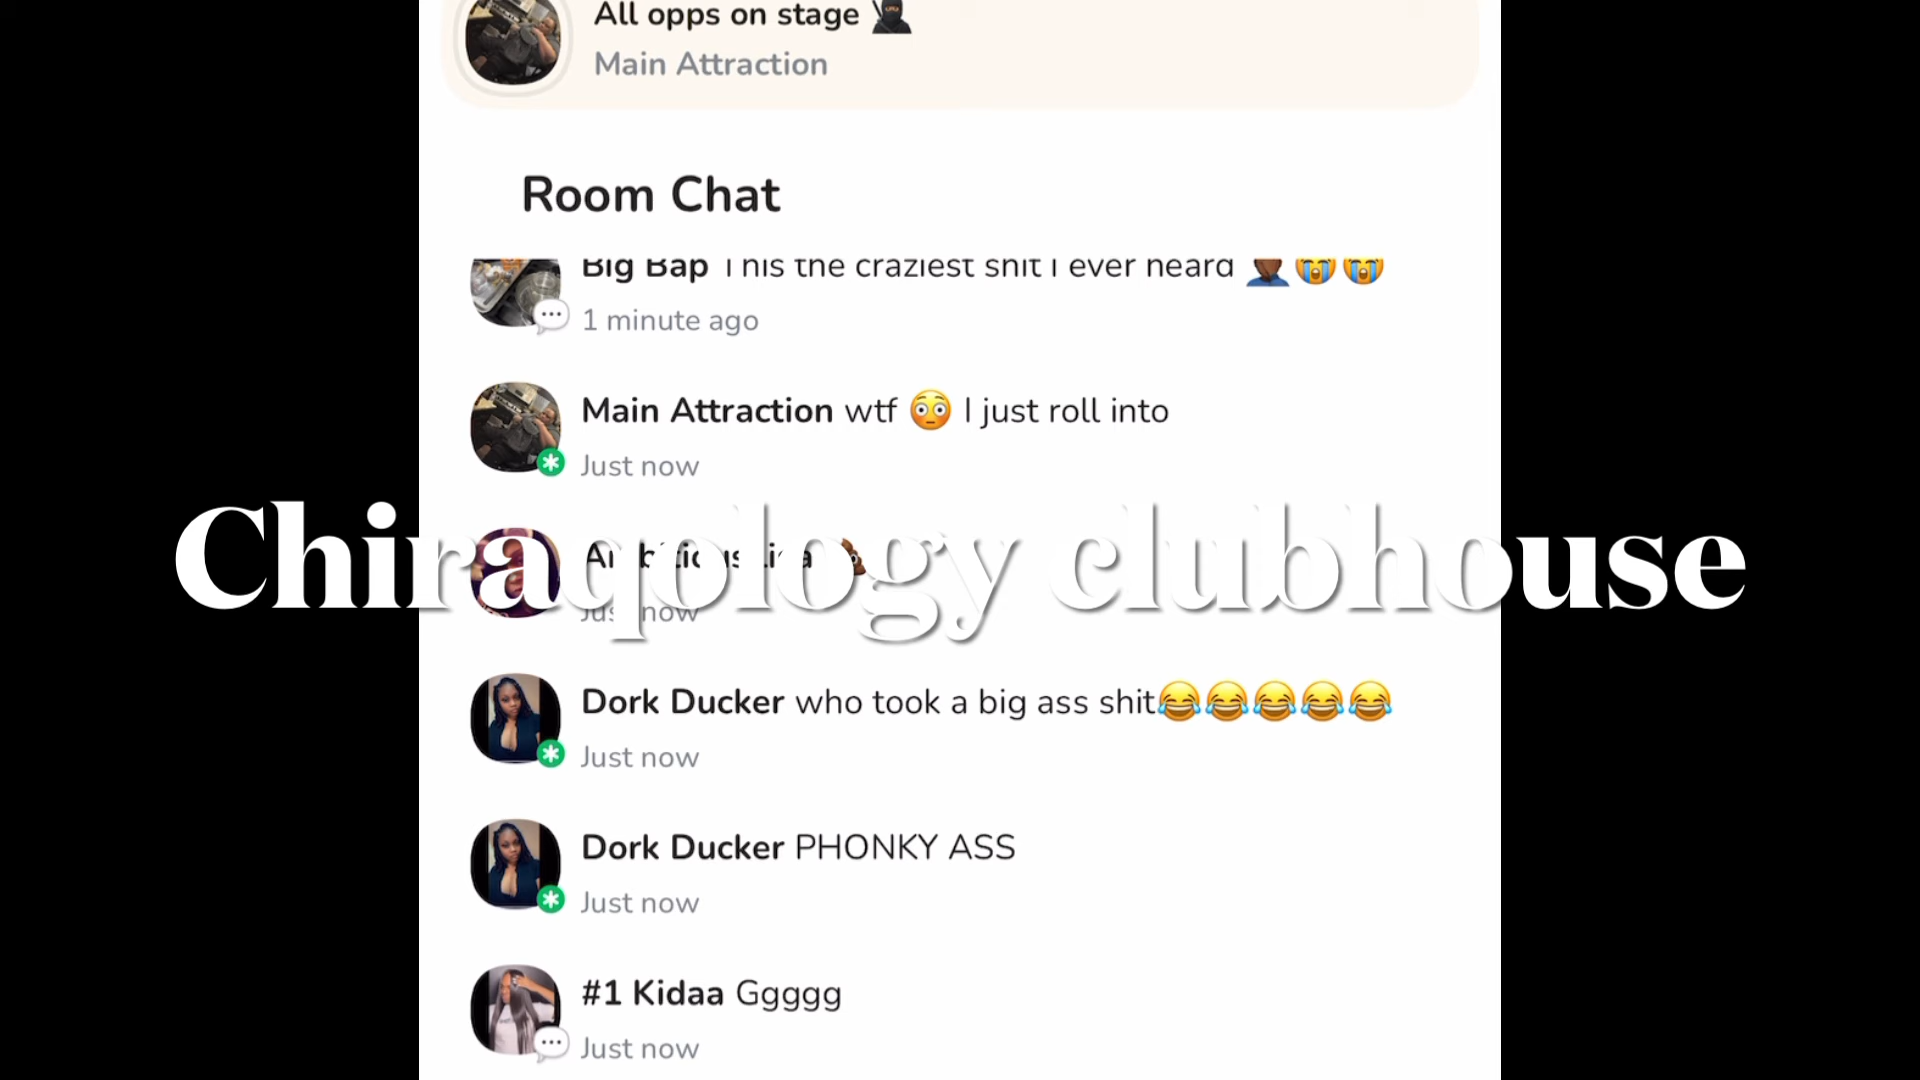 All opps on stage 🥷
Main Attraction
Room Chat
Big Bap This the craziest shit I ever heard 🤦🏾‍♂️😭😭
1 minute ago
Main Attraction wtf 😳 I just roll into
Just now
Just now
Chiraqology clubhouse
Dork Ducker who took a big ass shit😂😂😂😂😂
Just now
Dork Ducker PHONKY ASS
Just now
#1 Kidaa Ggggg
Just now